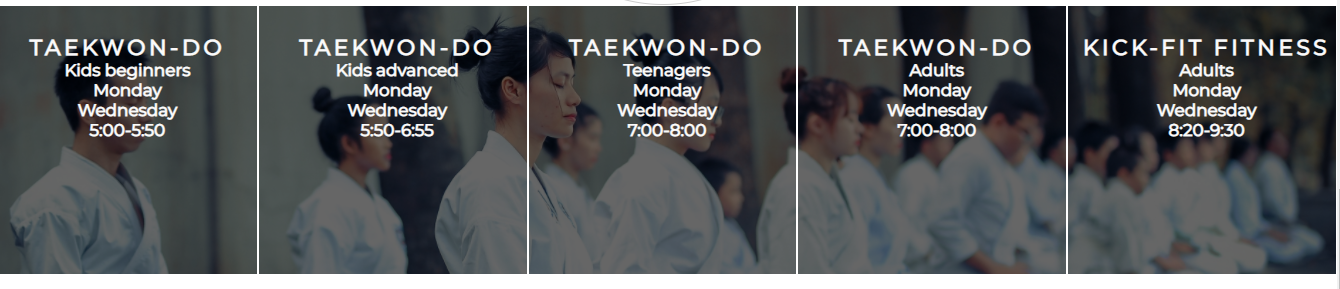 TAEKWON-DO
Kids beginners
Monday
Wednesday
5:00-5:50
TAEKWON-DO
Kids advanced
Monday
Wednesday
5:50-6:55
TAEKWON-DO
Teenagers
Monday
Wednesday
7:00-8:00
TAEKWON-DO
Adults
Monday
Wednesday
7:00-8:00
KICK-FIT FITNESS
Adults
Monday
Wednesday
8:20-9:30